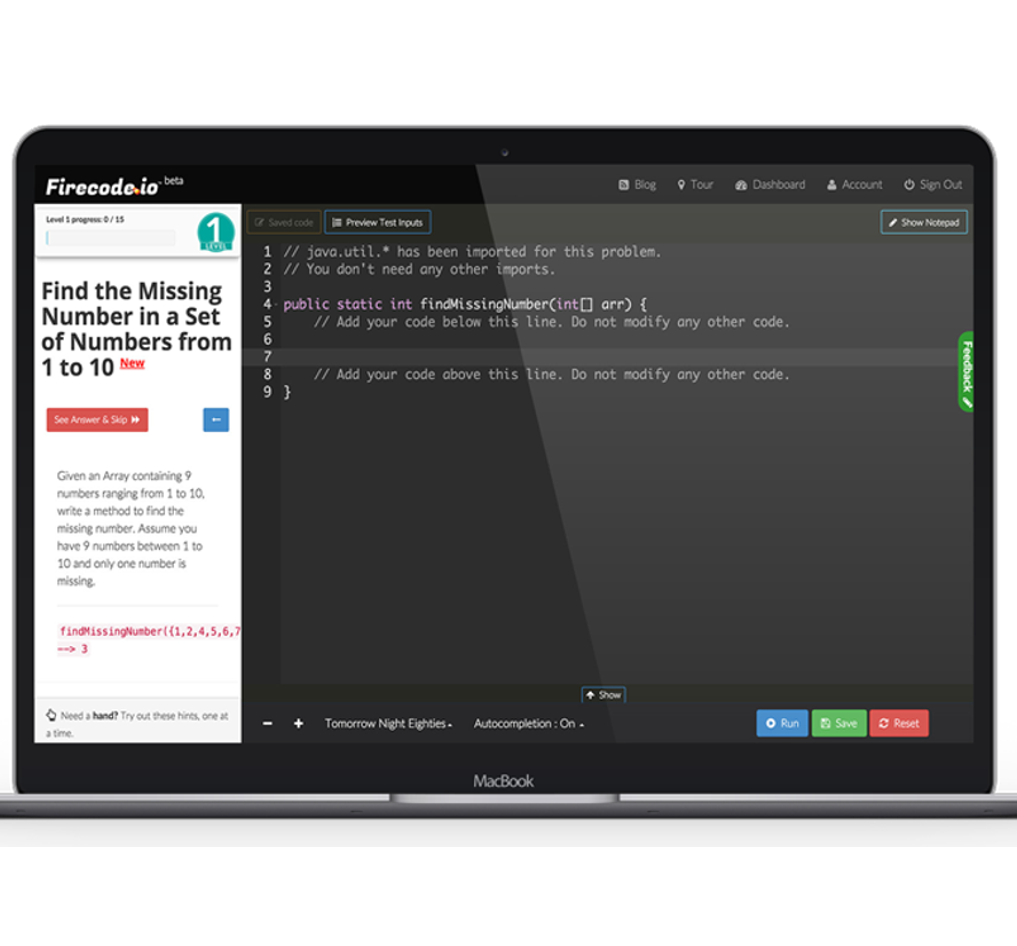 Firecode.io beta
Blog Tour Dashboard Account Sign Out
Level 1 progress: 0 / 15
1
LEVEL
Find the Missing
Number in a Set
of Numbers from
1 to 10 New
See Answer & Skip
Given an Array containing 9
numbers ranging from 1 to 10,
write a method to find the
missing number. Assume you
have 9 numbers between 1 to
10 and only one number is
missing.
findMissingNumber({1,2,4,5,6,7
--> 3
Need a hand? Try out these hints, one at
a time.
Saved code Preview Test Inputs Show Notepad
1 // java.util.* has been imported for this problem.
2 // You don't need any other imports.
3
4 public static int findMissingNumber(int[] arr) {
5 // Add your code below this line. Do not modify any other code.
6
7
8 // Add your code above this line. Do not modify any other code.
9 }
Feedback
Show
- + Tomorrow Night Eighties Autocompletion : On Run Save Reset
MacBook